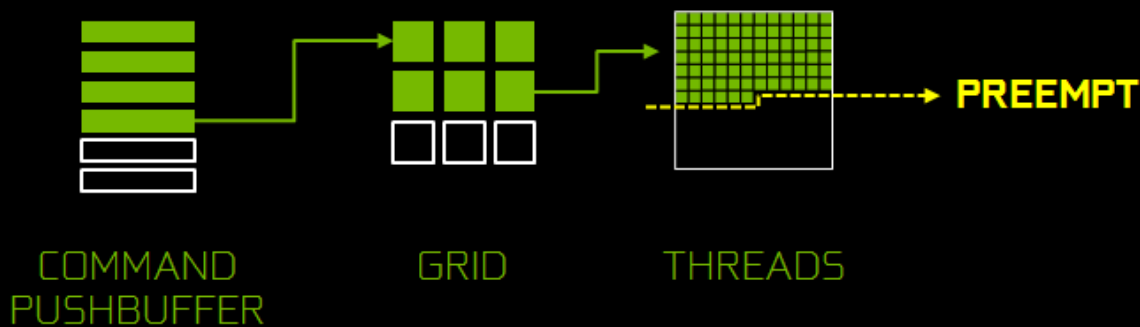 PREEMPT
COMMAND
PUSHBUFFER
GRID
THREADS